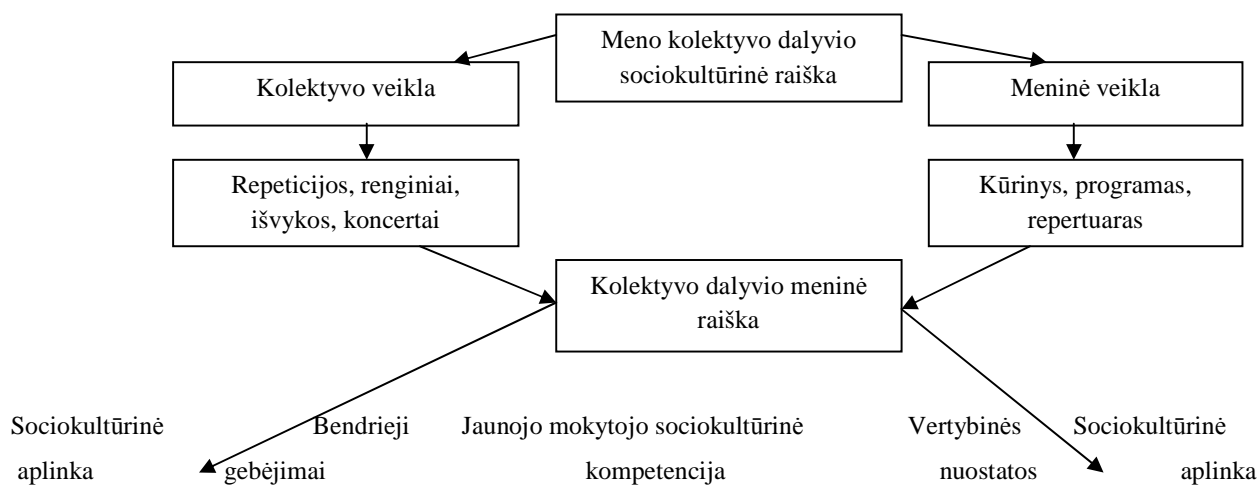 Meno kolektyvo dalyvio
sociokultūrinė raiška
Kolektyvo veikla
Meninė veikla
Repeticijos, renginiai,
išvykos, koncertai
Kūrinys, programas,
repertuaras
Kolektyvo dalyvio meninė
raiška
Sociokultūrinė Bendrieji Jaunojo mokytojo sociokultūrinė Vertybinės Sociokultūrinė
aplinka gebėjimai kompetencija nuostatos aplinka